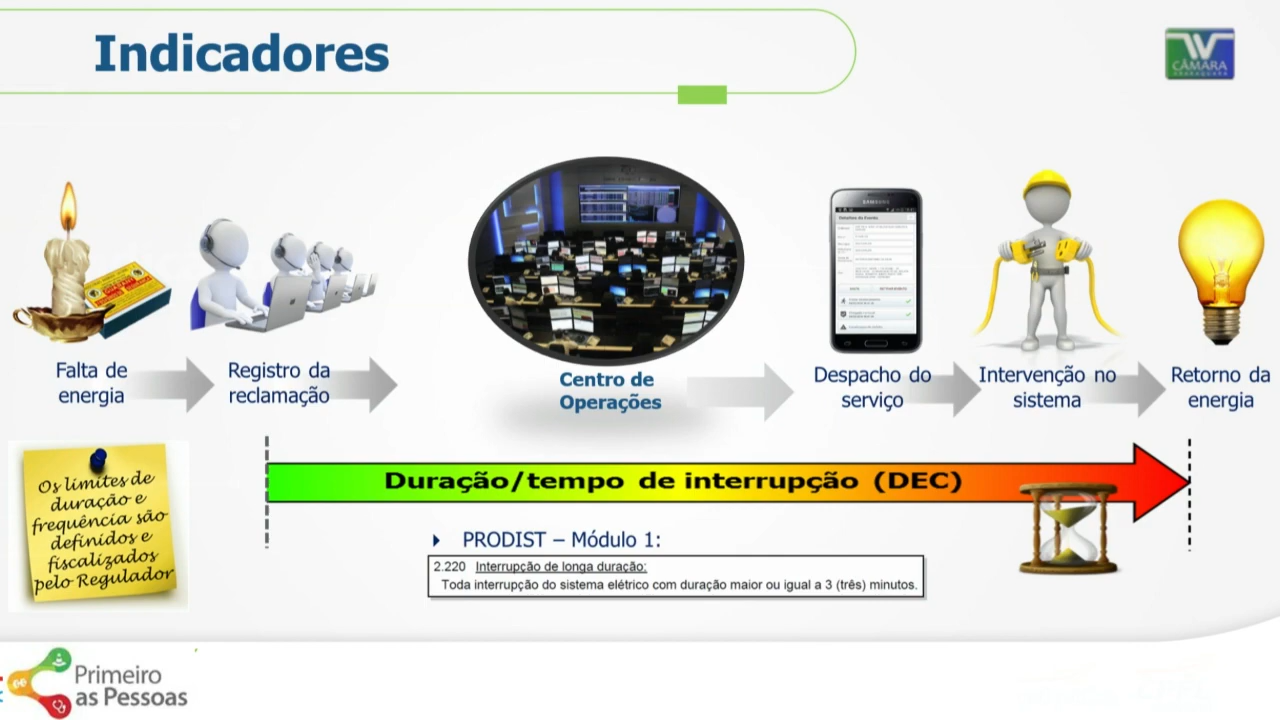 Indicadores
CÂMARA
ARARAQUARA
SAMSUNG
Falta de
energia
Registro da
reclamação
Centro de
Operações
Despacho do
serviço
Intervenção no
sistema
Retorno da
energia
Os limites de
duração e
frequência são
definidos e
fiscalizados
pelo Regulador
Duração/tempo de interrupção (DEC)
PRODIST – Módulo 1:
2.220 Interrupção de longa duração:
Toda interrupção do sistema elétrico com duração maior ou igual a 3 (três) minutos.
Primeiro
as Pessoas